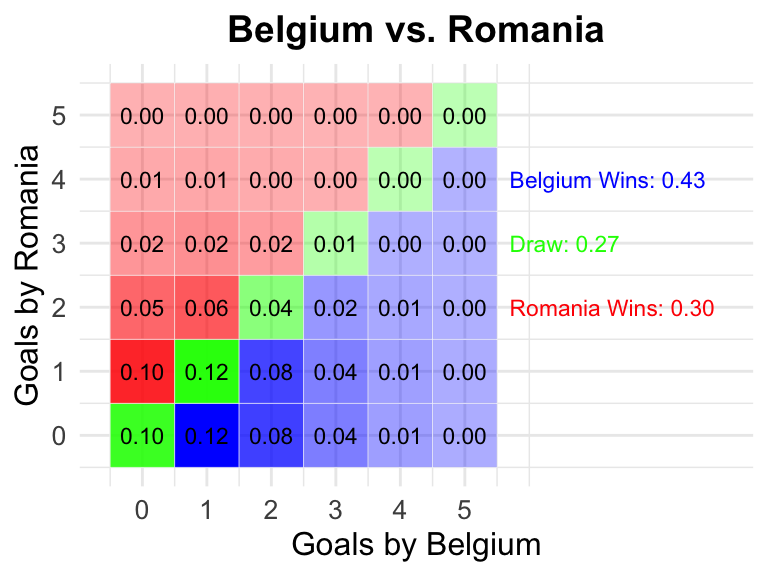 Belgium vs. Romania
Goals by Romania
5 0.00 0.00 0.00 0.00 0.00 0.00
4 0.01 0.01 0.00 0.00 0.00 0.00 Belgium Wins: 0.43
3 0.02 0.02 0.02 0.01 0.00 0.00 Draw: 0.27
2 0.05 0.06 0.04 0.02 0.01 0.00 Romania Wins: 0.30
1 0.10 0.12 0.08 0.04 0.01 0.00
0 0.10 0.12 0.08 0.04 0.01 0.00
0 1 2 3 4 5
Goals by Belgium